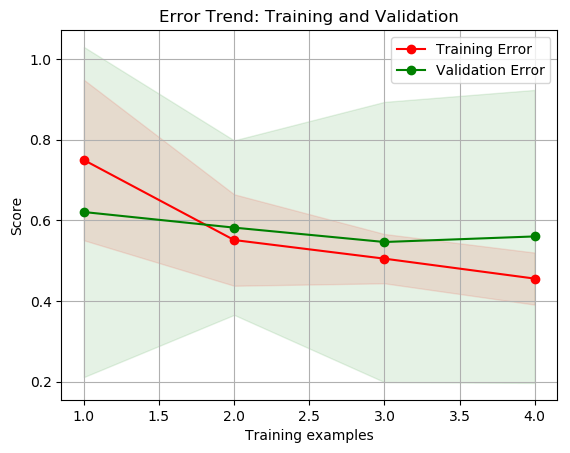 Error Trend: Training and Validation
Training Error
Validation Error
Score
1.0
0.8
0.6
0.4
0.2
1.0 1.5 2.0 2.5 3.0 3.5 4.0
Training examples